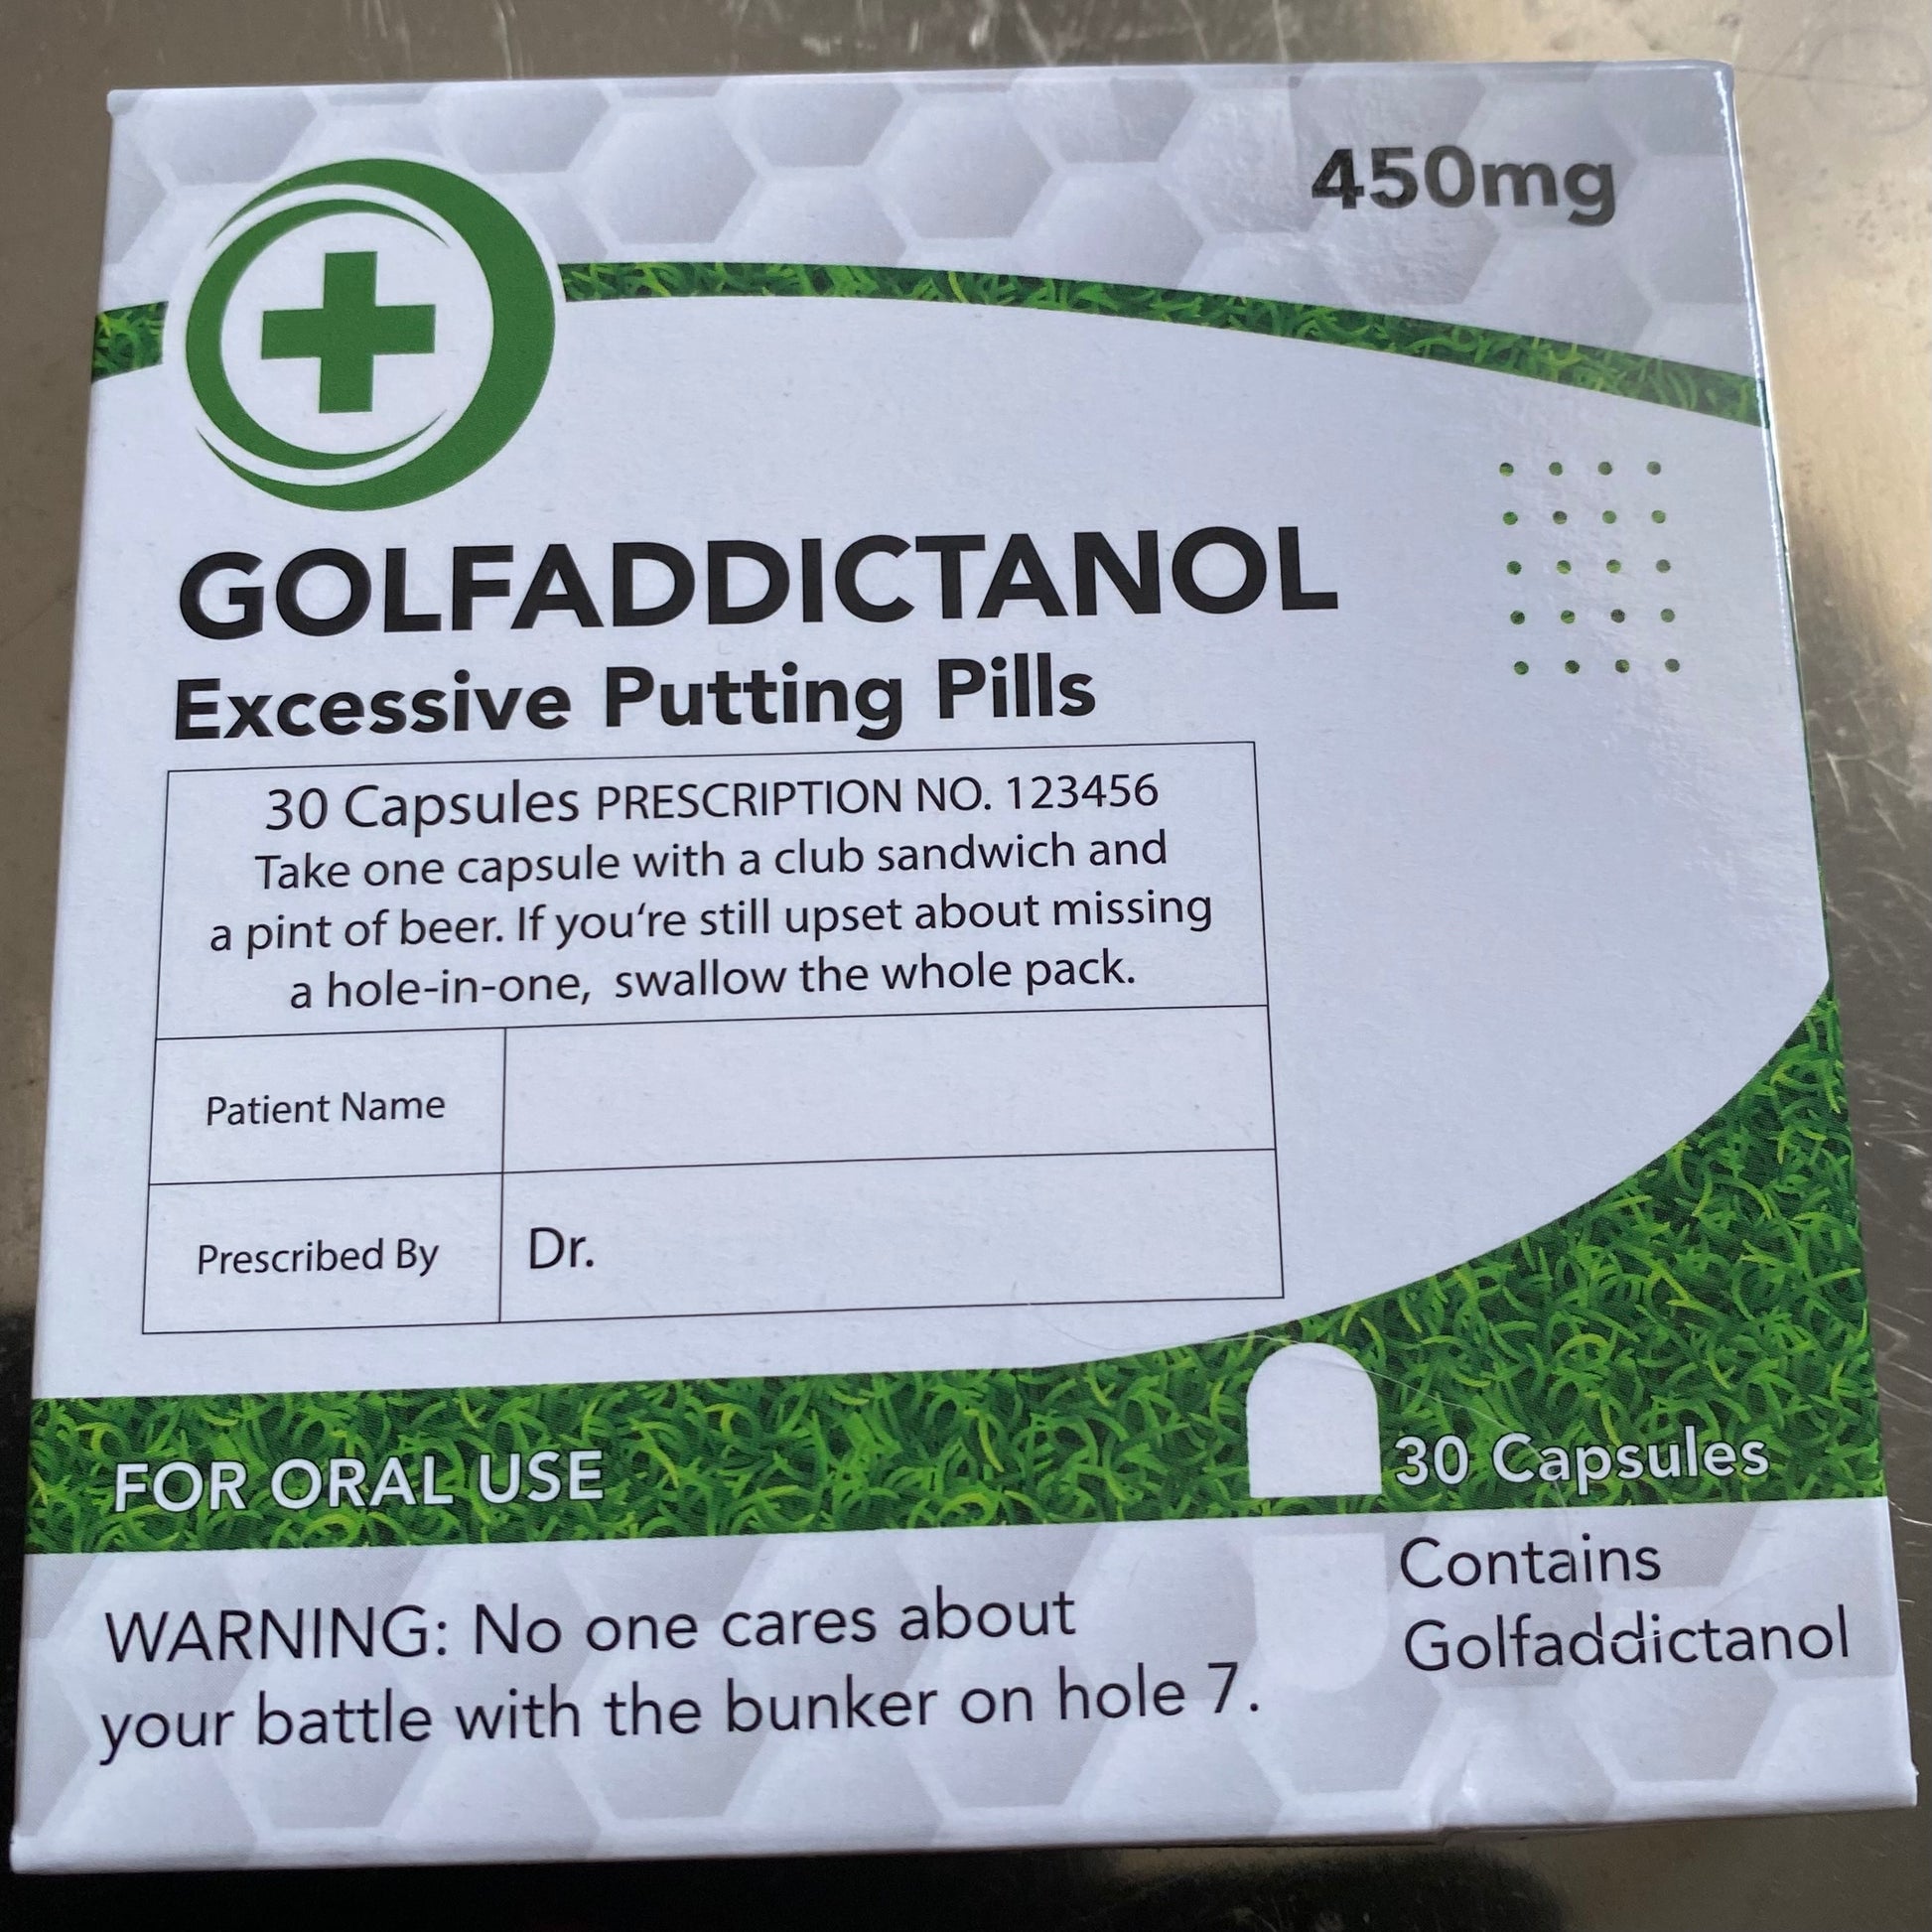 450mg
GOLFADDICTANOL
Excessive Putting Pills
30 Capsules PRESCRIPTION NO. 123456
Take one capsule with a club sandwich and
a pint of beer. If you're still upset about missing
a hole-in-one, swallow the whole pack.
Patient Name
Prescribed By
Dr.
FOR ORAL USE
30 Capsules
Contains
Golfaddictanol
WARNING: No one cares about
your battle with the bunker on hole 7.